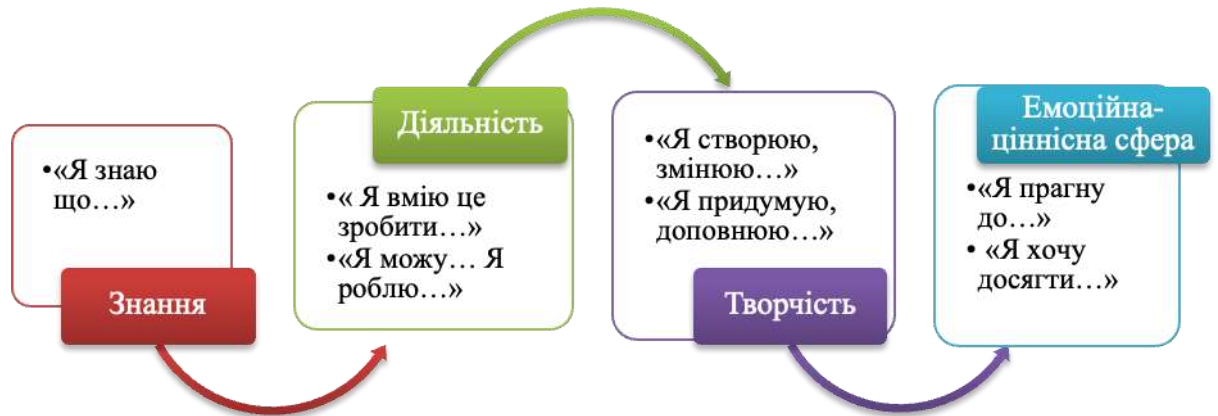 •«Я знаю
що…»
Знання
Діяльність
•« Я вмію це
зробити…»
•«Я можу… Я
роблю…»
•«Я створюю,
змінюю…»
•«Я придумую,
доповнюю…»
Творчість
Емоційна-
ціннісна сфера
•«Я прагну
до…»
• «Я хочу
досягти…»